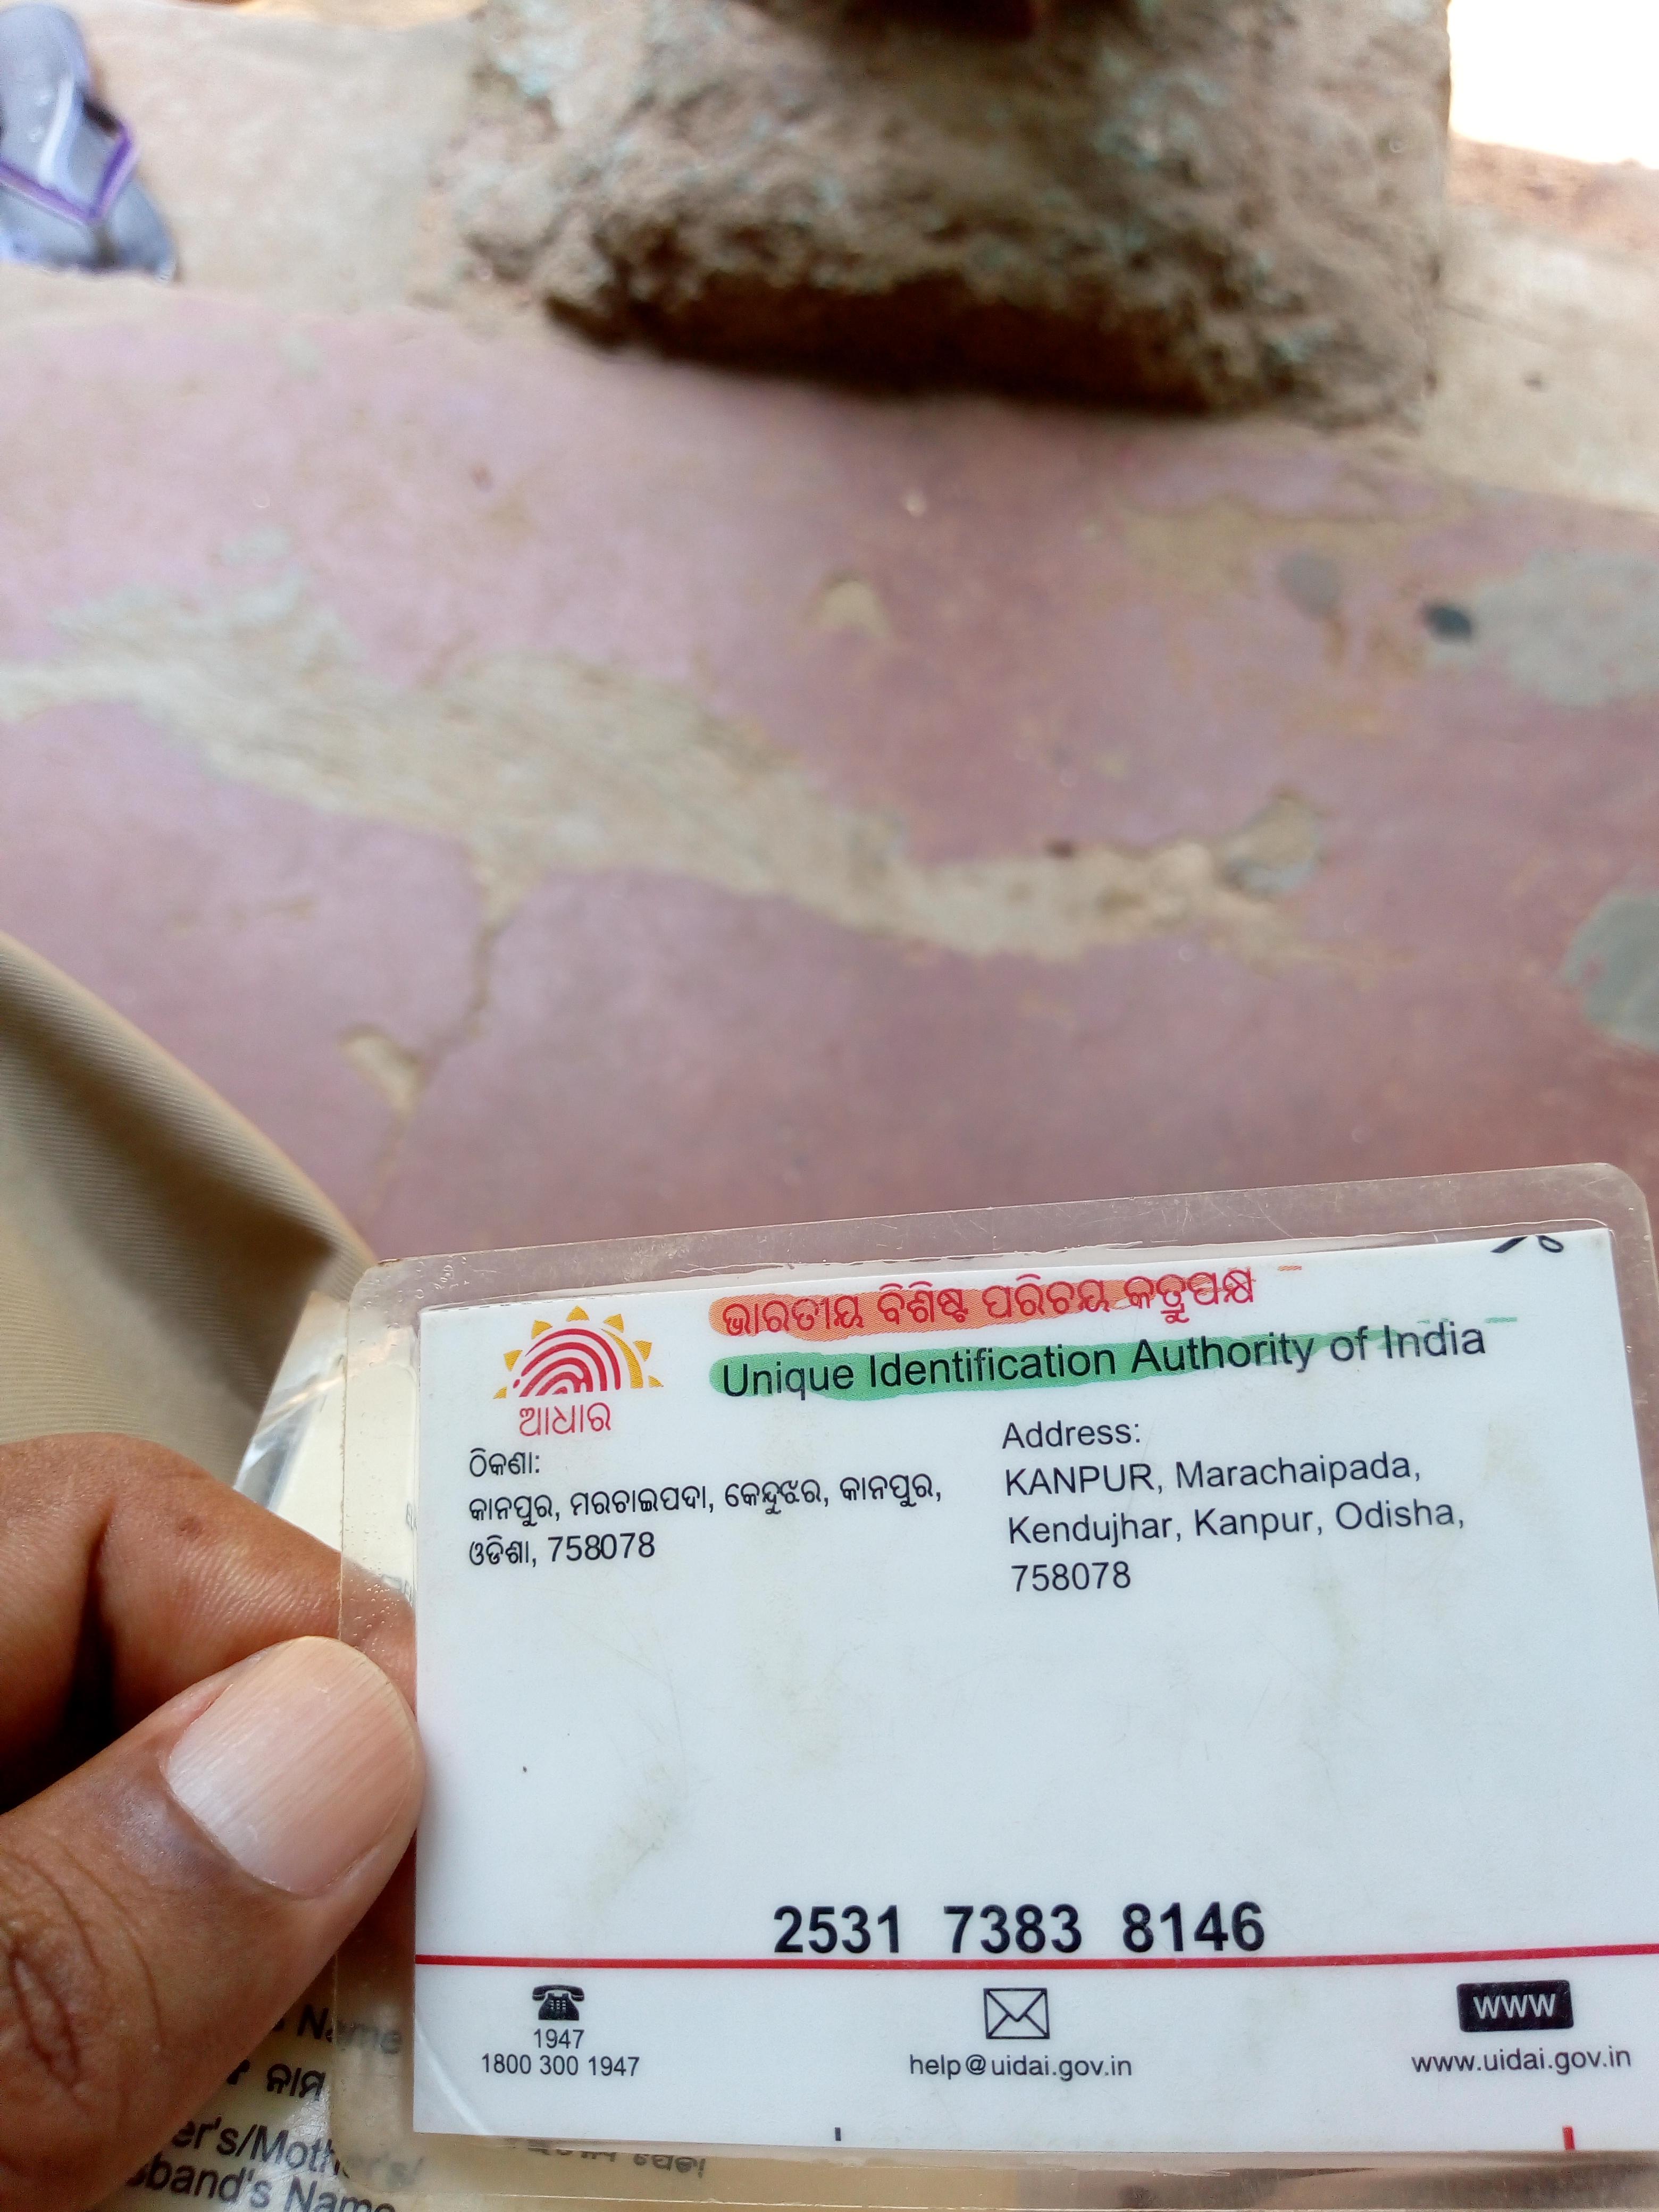 ଭାରତୀୟ ବିଶିଷ୍ଟ ପରିଚୟ କର୍ତ୍ତୃପକ୍ଷ
Unique Identification Authority of India
ଆଧାର
ଠିକଣା:
କାନପୁର, ମରଚାଇପଦା, କେନ୍ଦୁଝର, କାନପୁର,
ଓଡିଶା, 758078
Address:
KANPUR, Marachaipada,
Kendujhar, Kanpur, Odisha,
758078
2531 7383 8146
1947
1800 300 1947
help@uidai.gov.in
www
www.uidai.gov.in
Name
ନାମ
Name